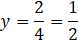 y = 2/4 = 1/2